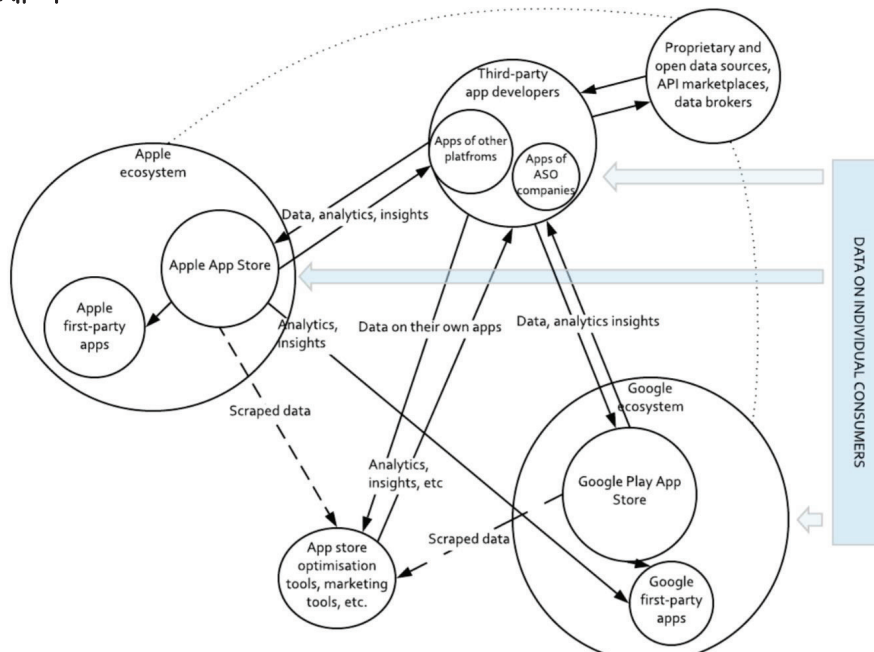 Proprietary and
open data sources,
API marketplaces,
data brokers
Third-party
app developers
Apps of other
platfroms
Apps of
ASO
companies
Apple
ecosystem
Data, analytics, insights
Apple App Store
Apple
first-party
apps
Analytics,
insights
Data on their own apps
Data, analytics insights
Scraped data
Google
ecosystem
Analytics,
insights, etc
Google Play App
Store
Scraped data
App store
optimisation
tools, marketing
tools, etc.
Google
first-party
apps
DATA ON INDIVIDUAL CONSUMERS